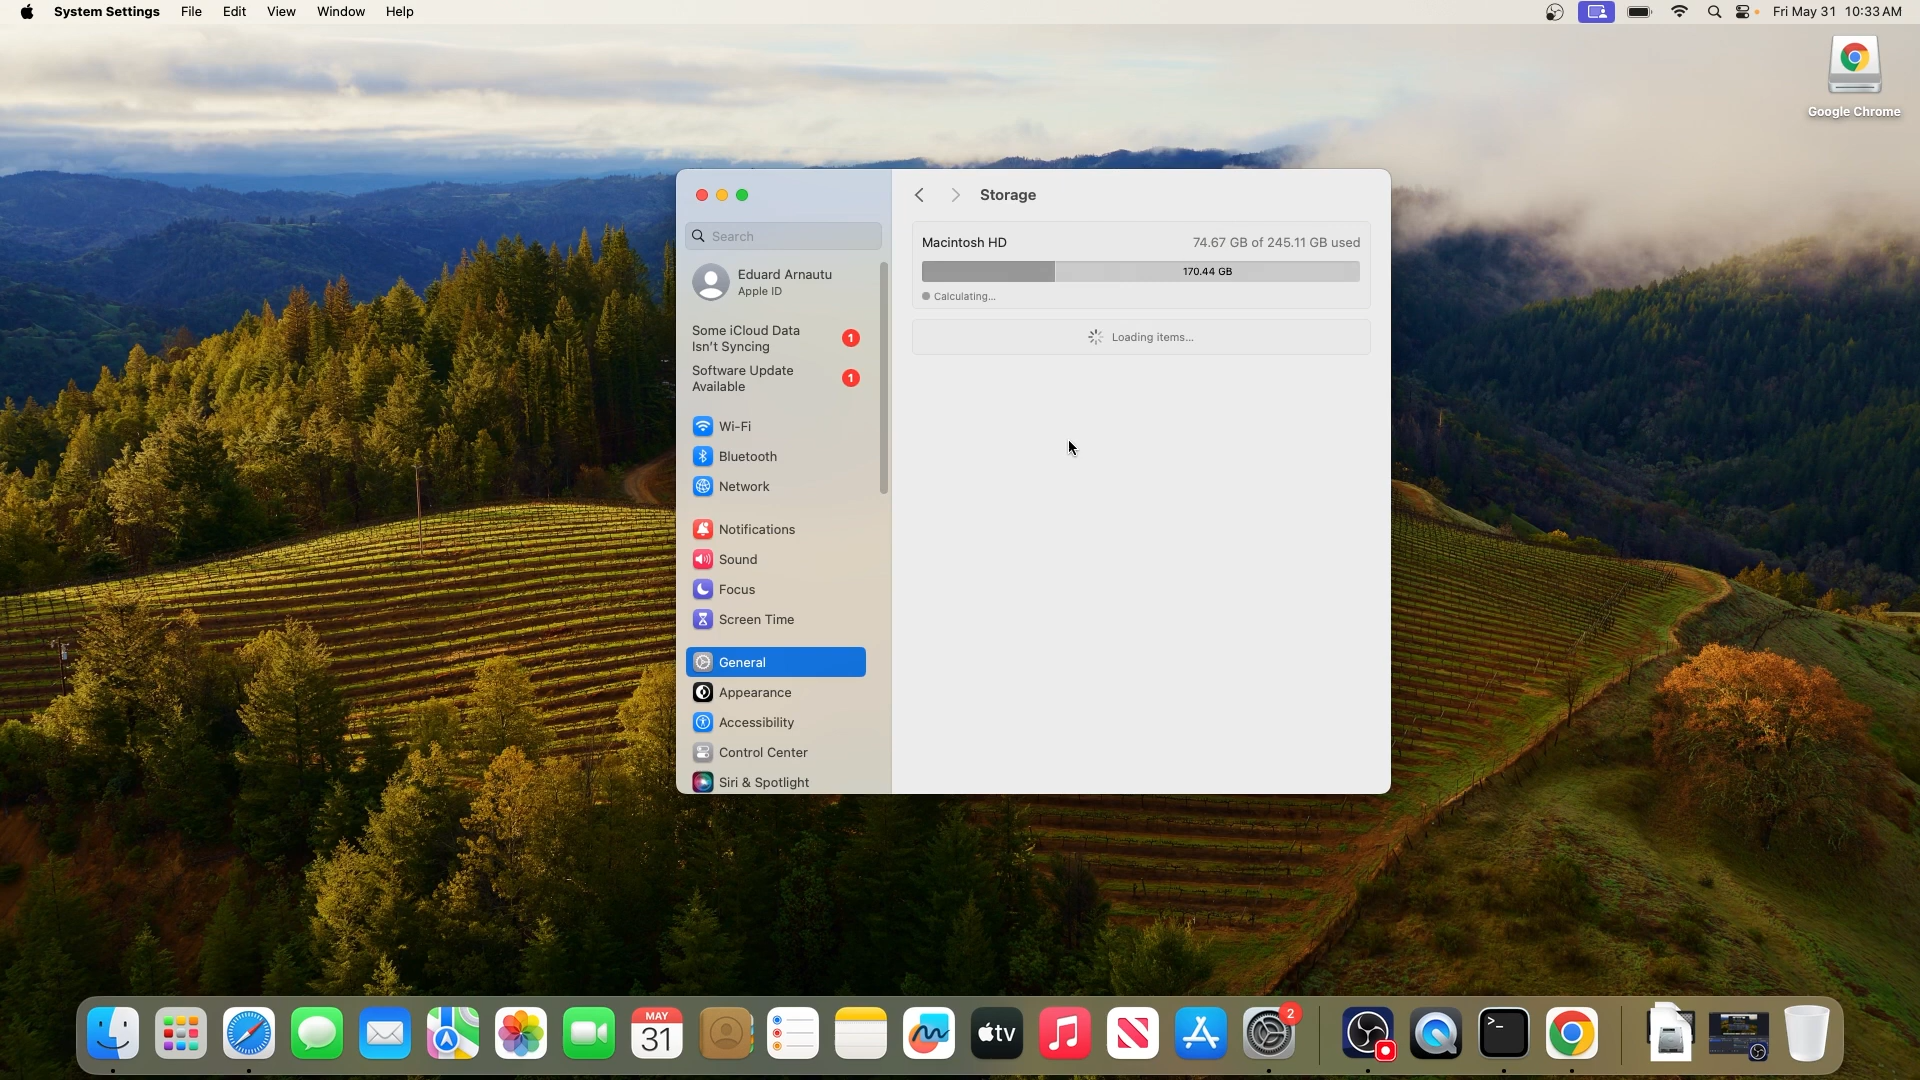 System Settings File Edit View Window Help
Fri May 31 10:33 AM
Google Chrome
Storage
Search
Macintosh HD 74.67 GB of 245.11 GB used
170.44 GB
Calculating...
Loading items...
Eduard Arnautu
Apple ID
Some iCloud Data
Isn't Syncing
1
Software Update
Available
1
Wi-Fi
Bluetooth
Network
Notifications
Sound
Focus
Screen Time
General
Appearance
Accessibility
Control Center
Siri & Spotlight
MAY
31
tv
2
>_